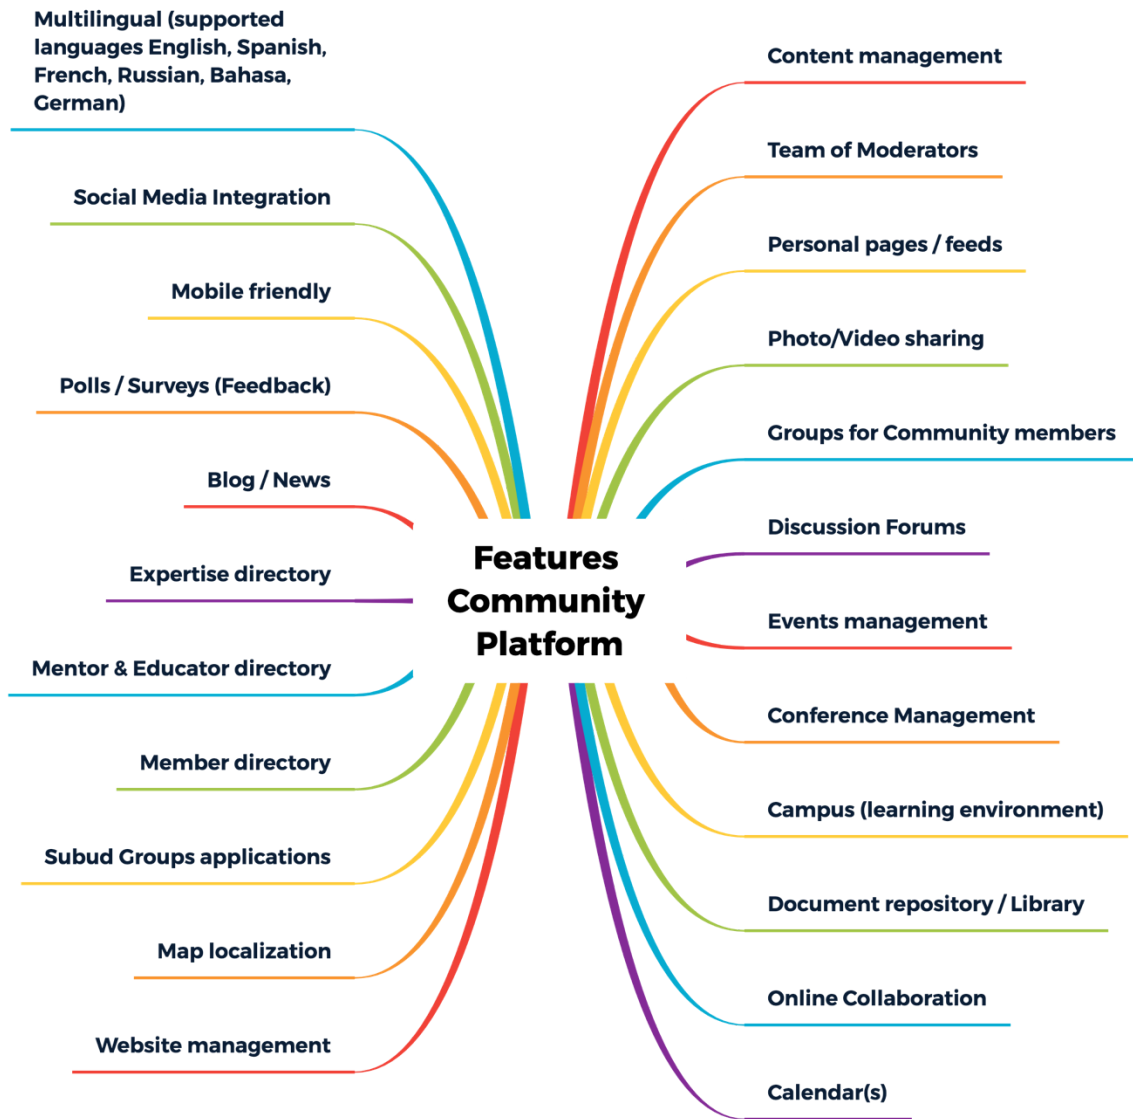 Multilingual (supported
languages English, Spanish,
French, Russian, Bahasa,
German)
Social Media Integration
Mobile friendly
Polls / Surveys (Feedback)
Blog / News
Expertise directory
Mentor & Educator directory
Member directory
Subud Groups applications
Map localization
Website management
Features
Community
Platform
Content management
Team of Moderators
Personal pages / feeds
Photo/Video sharing
Groups for Community members
Discussion Forums
Events management
Conference Management
Campus (learning environment)
Document repository / Library
Online Collaboration
Calendar(s)